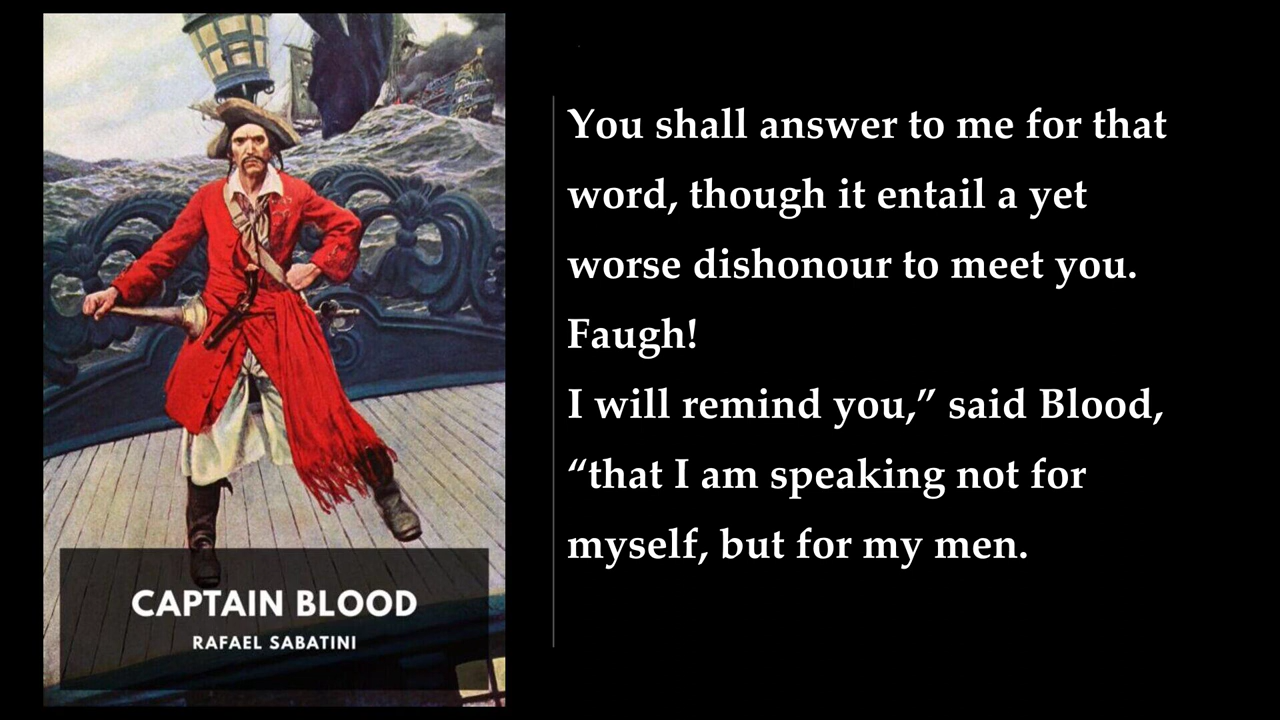 CAPTAIN BLOOD
RAFAEL SABATINI
You shall answer to me for that
word, though it entail a yet
worse dishonour to meet you.
Faugh!
I will remind you,” said Blood,
“that I am speaking not for
myself, but for my men.